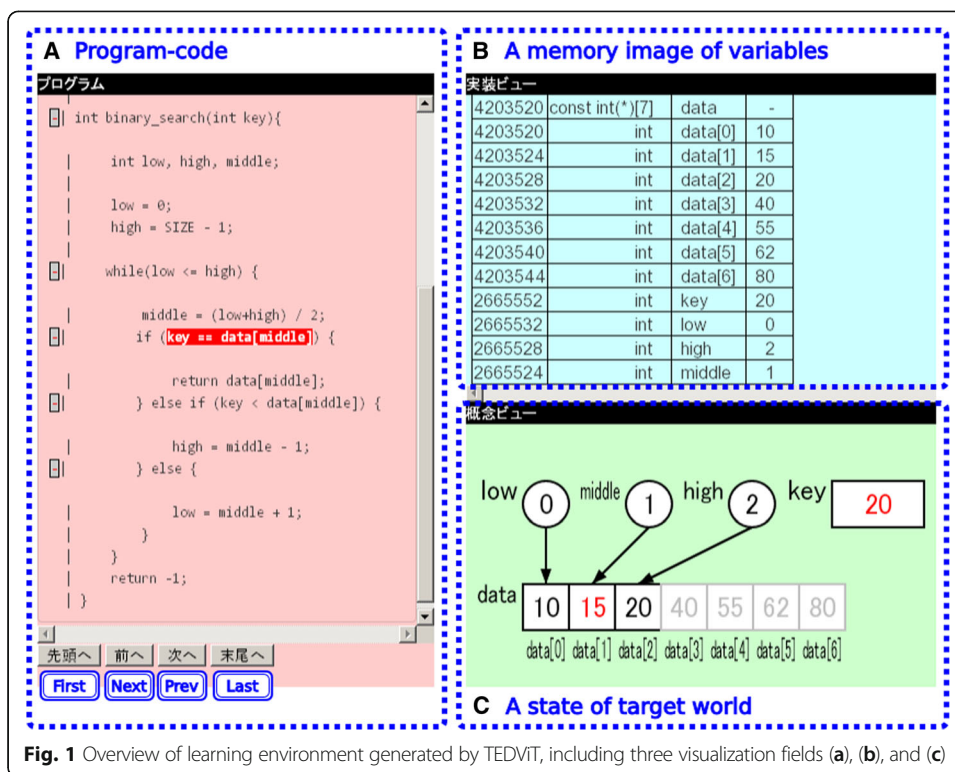 A Program-code
プログラム
int binary_search(int key){
int low, high, middle;
low = 0;
high = SIZE - 1;
while(low <= high) {
middle = (low+high) / 2;
if (key == data[middle]) {
return data[middle];
} else if (key < data[middle]) {
high = middle - 1;
} else {
low = middle + 1;
}
}
return -1;
}
先頭へ 前へ 次へ 末尾へ
First Next Prev Last
B A memory image of variables
実装ビュー
4203520 const int(*)[7] data -
4203520 int data[0] 10
4203524 int data[1] 15
4203528 int data[2] 20
4203532 int data[3] 40
4203536 int data[4] 55
4203540 int data[5] 62
4203544 int data[6] 80
2665552 int key 20
2665532 int low 0
2665528 int high 2
2665524 int middle 1
概念ビュー
low 0 middle 1 high 2 key 20
data 10 15 20 40 55 62 80
data[0] data[1] data[2] data[3] data[4] data[5] data[6]
C A state of target world
Fig. 1 Overview of learning environment generated by TEDViT, including three visualization fields (a), (b), and (c)